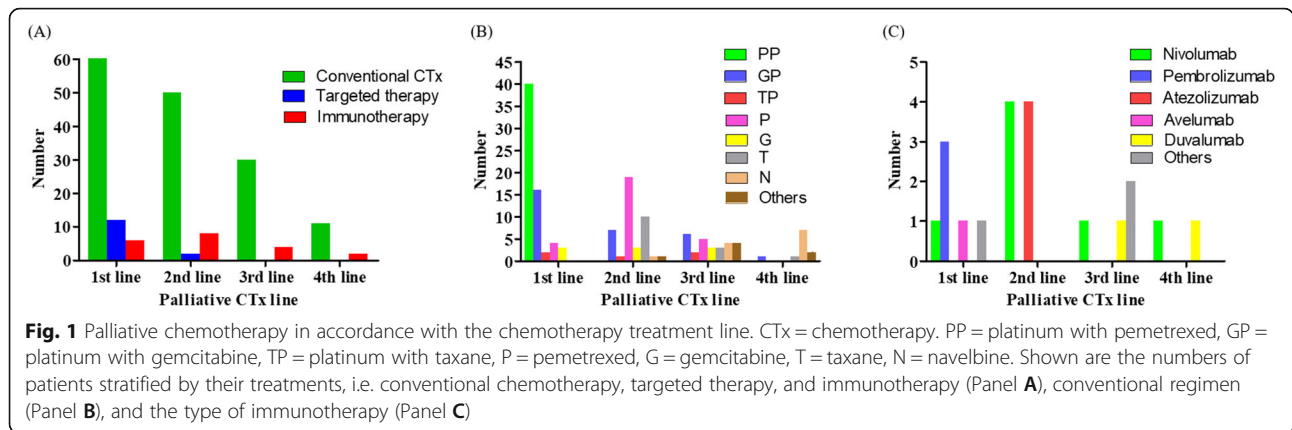 (A)
60
50
40
30
20
10
0
Number
1st line 2nd line 3rd line 4th line
Palliative CTx line
Conventional CTx
Targeted therapy
Immunotherapy
(B)
45
40
35
30
25
20
15
10
5
0
Number
1st line 2nd line 3rd line 4th line
Palliative CTx line
PP
GP
TP
P
G
T
N
Others
(C)
5
4
3
2
1
0
Number
1st line 2nd line 3rd line 4th line
Palliative CTx line
Nivolumab
Pembrolizumab
Atezolizumab
Avelumab
Duvalumab
Others
Fig. 1 Palliative chemotherapy in accordance with the chemotherapy treatment line. CTx = chemotherapy. PP = platinum with pemetrexed, GP =
platinum with gemcitabine, TP = platinum with taxane, P = pemetrexed, G = gemcitabine, T = taxane, N = navelbine. Shown are the numbers of
patients stratified by their treatments, i.e. conventional chemotherapy, targeted therapy, and immunotherapy (Panel A), conventional regimen
(Panel B), and the type of immunotherapy (Panel C)